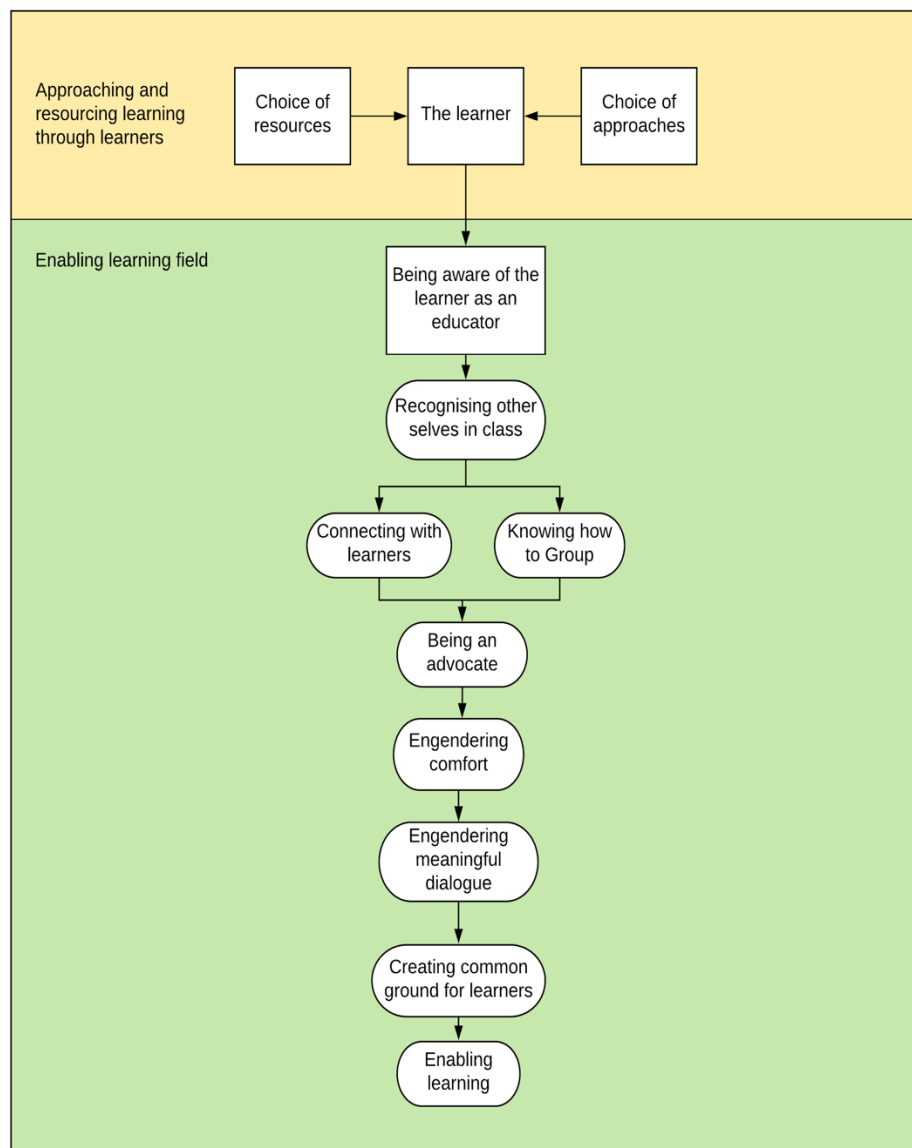 Approaching and
resourcing learning
through learners
Choice of
resources
The learner
Choice of
approaches
Enabling learning field
Being aware of the
learner as an
educator
Recognising other
selves in class
Connecting with
learners
Knowing how
to Group
Being an
advocate
Engendering
comfort
Engendering
meaningful
dialogue
Creating common
ground for learners
Enabling
learning